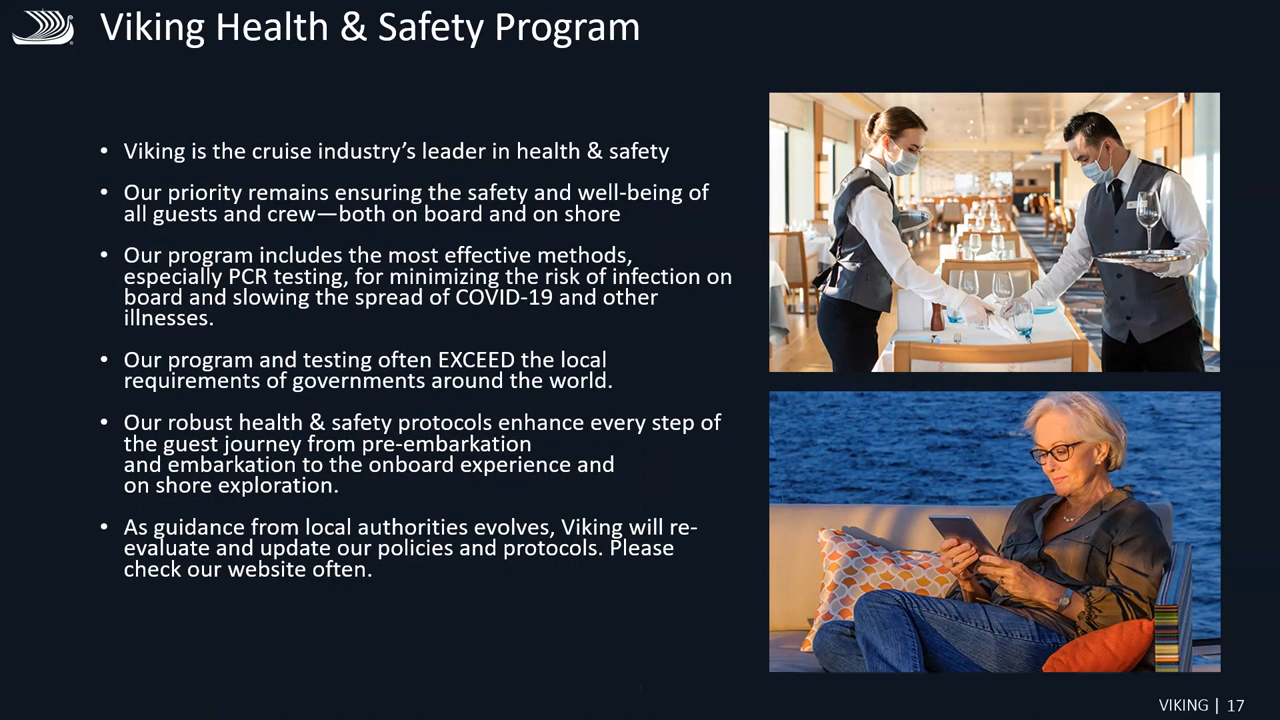 Viking Health & Safety Program
• Viking is the cruise industry’s leader in health & safety
• Our priority remains ensuring the safety and well-being of
all guests and crew—both on board and on shore
• Our program includes the most effective methods,
especially PCR testing, for minimizing the risk of infection on
board and slowing the spread of COVID-19 and other
illnesses.
• Our program and testing often EXCEED the local
requirements of governments around the world.
• Our robust health & safety protocols enhance every step of
the guest journey from pre-embarkation
and embarkation to the onboard experience and
on shore exploration.
• As guidance from local authorities evolves, Viking will re-
evaluate and update our policies and protocols. Please
check our website often.
VIKING | 17